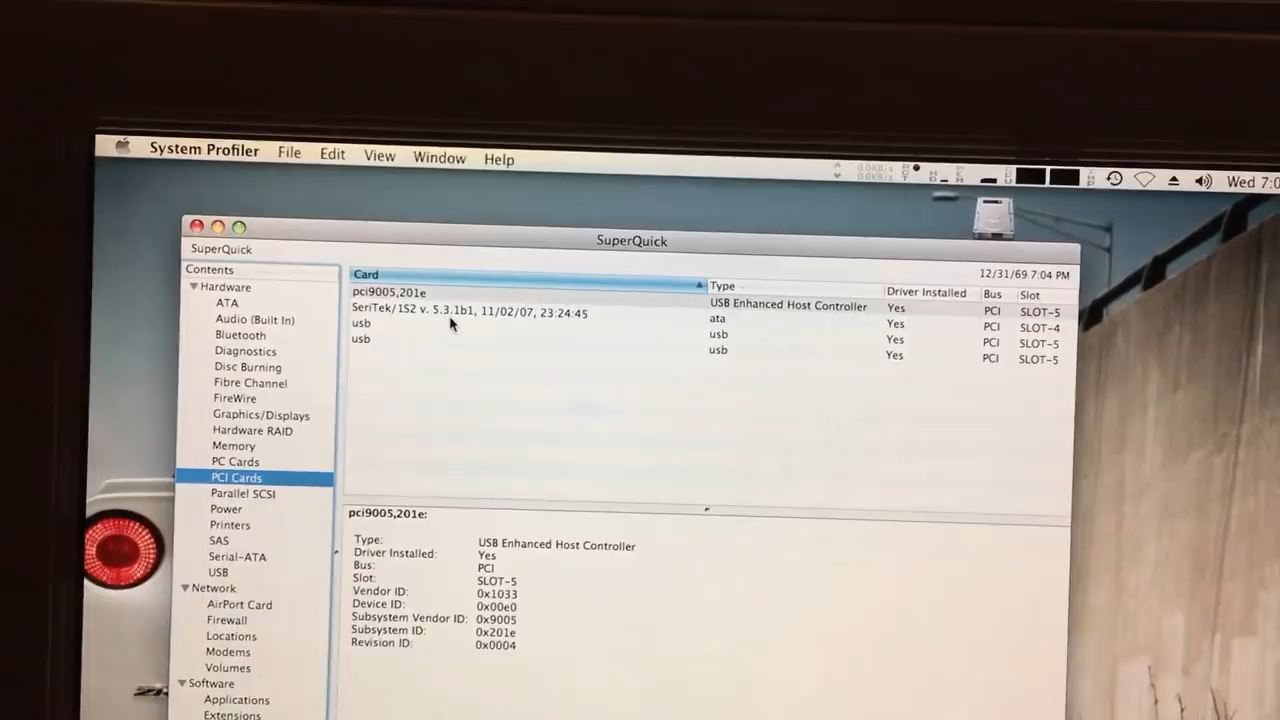 System Profiler File Edit View Window Help
Wed 7:0
SuperQuick
SuperQuick
12/31/69 7:04 PM
Contents
Hardware
ATA
Audio (Built In)
Bluetooth
Diagnostics
Disc Burning
Fibre Channel
FireWire
Graphics/Displays
Hardware RAID
Memory
PC Cards
PCI Cards
Parallel SCSI
Power
Printers
SAS
Serial-ATA
USB
Network
AirPort Card
Firewall
Locations
Modems
Volumes
Software
Applications
Extensions
Card Type Driver Installed Bus Slot
pci9005,201e USB Enhanced Host Controller Yes PCI SLOT-5
SeriTek/1S2 v. 5.3.1b1, 11/02/07, 23:24:45 ata Yes PCI SLOT-4
usb usb Yes PCI SLOT-5
usb usb Yes PCI SLOT-5
pci9005,201e:
Type: USB Enhanced Host Controller
Driver Installed: Yes
Bus: PCI
Slot: SLOT-5
Vendor ID: 0x1033
Device ID: 0x00e0
Subsystem Vendor ID: 0x9005
Subsystem ID: 0x201e
Revision ID: 0x0004